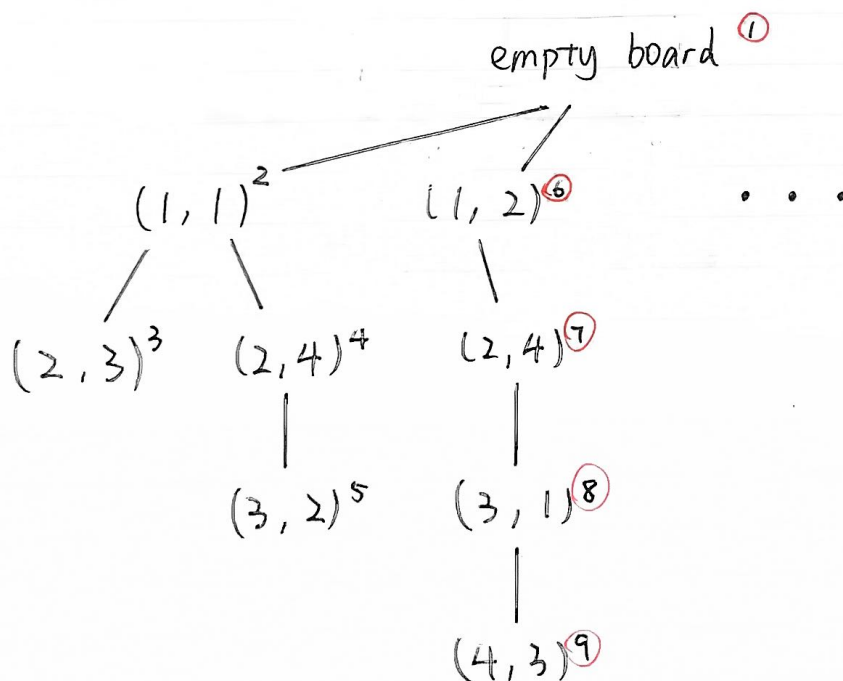 empty board ①
(1, 1)² (1, 2)⑥ ...
(2, 3)³ (2, 4)⁴ (2, 4)⑦
(3, 2)⁵ (3, 1)⑧
(4, 3)⑨